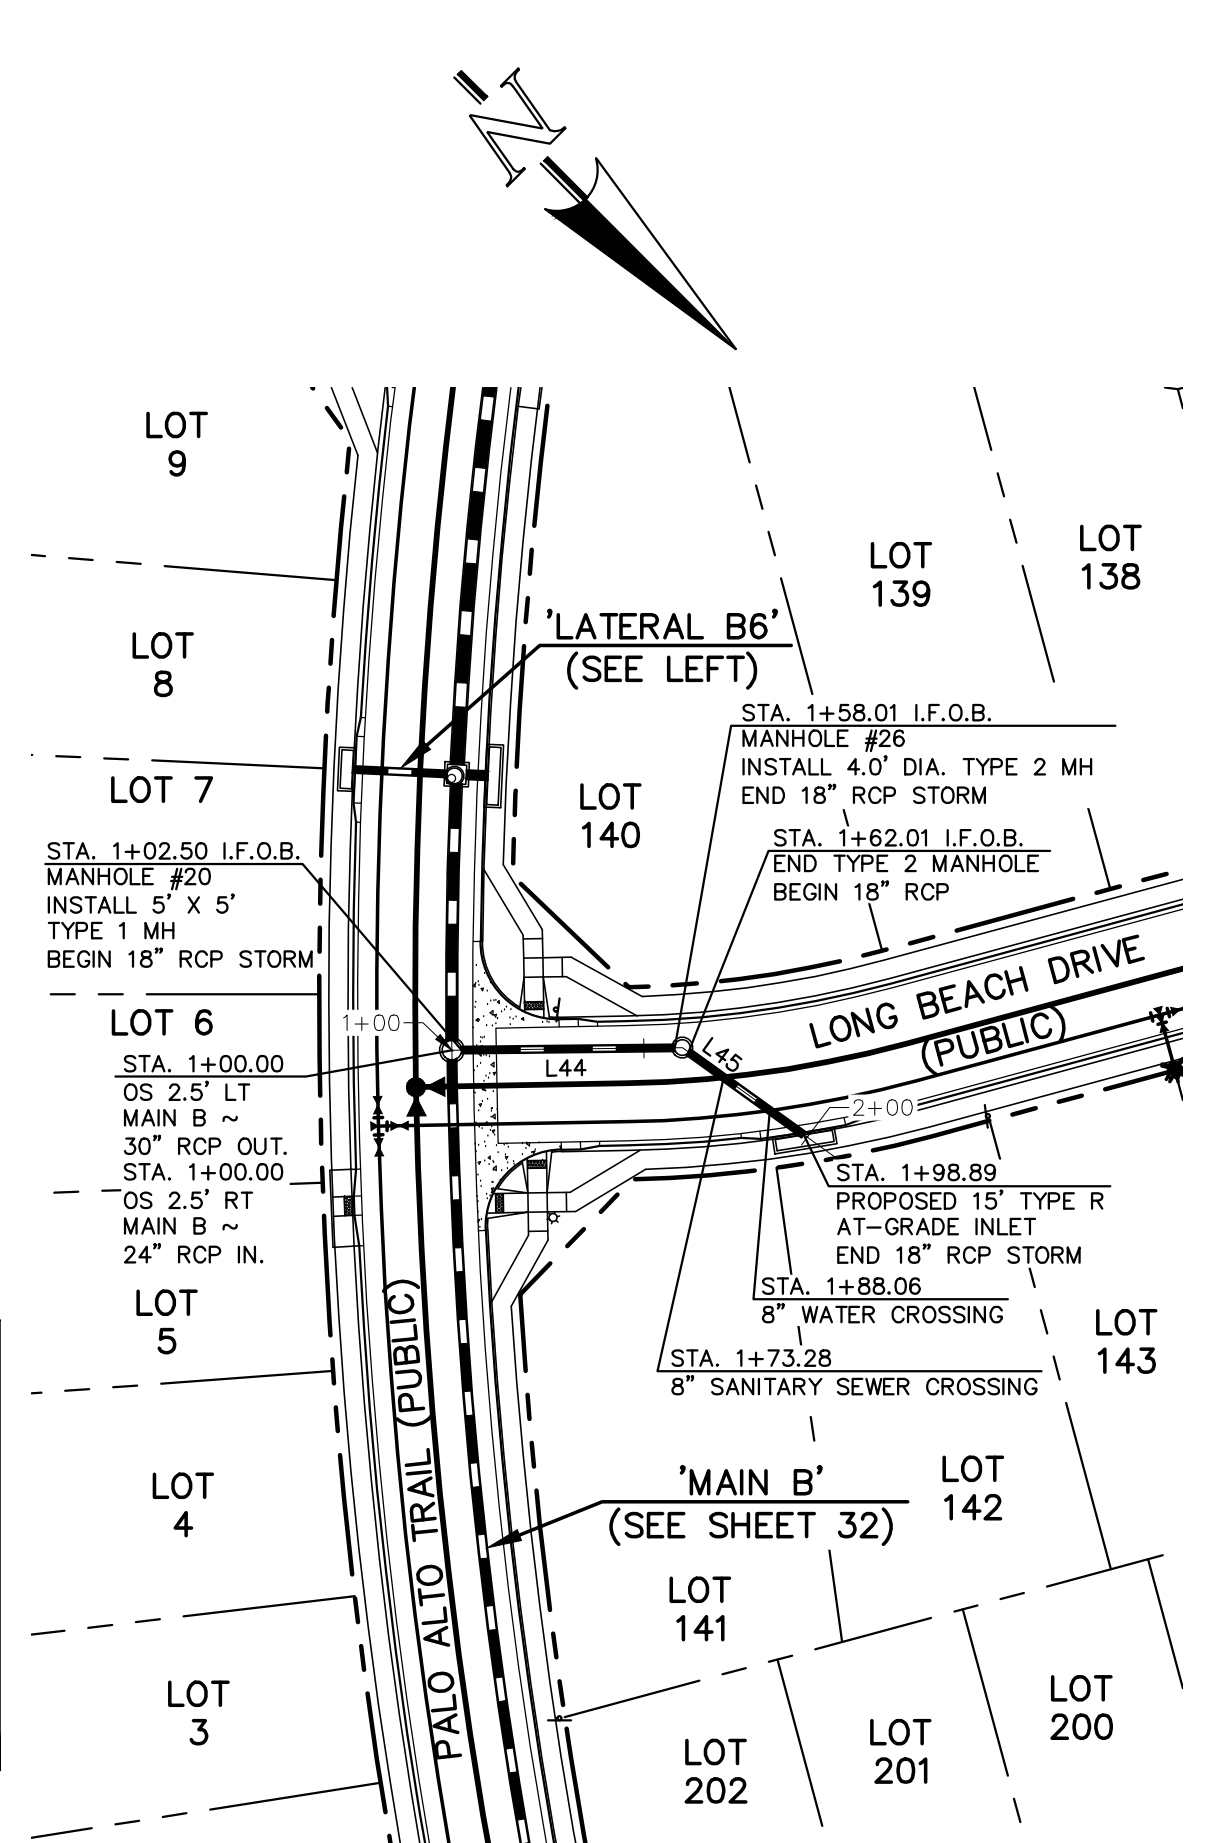 N
LOT
9
LOT
139
LOT
138
'LATERAL B6'
(SEE LEFT)
LOT
8
STA. 1+58.01 I.F.O.B.
MANHOLE #26
INSTALL 4.0' DIA. TYPE 2 MH
END 18" RCP STORM
LOT 7
LOT
140
STA. 1+62.01 I.F.O.B.
END TYPE 2 MANHOLE
BEGIN 18" RCP
STA. 1+02.50 I.F.O.B.
MANHOLE #20
INSTALL 5' X 5'
TYPE 1 MH
BEGIN 18" RCP STORM
LONG BEACH DRIVE
(PUBLIC)
LOT 6
1+00
L44
L45
2+00
STA. 1+00.00
OS 2.5' LT
MAIN B ~
30" RCP OUT.
STA. 1+00.00
OS 2.5' RT
MAIN B ~
24" RCP IN.
STA. 1+98.89
PROPOSED 15' TYPE R
AT-GRADE INLET
END 18" RCP STORM
STA. 1+88.06
8" WATER CROSSING
STA. 1+73.28
8" SANITARY SEWER CROSSING
LOT
5
LOT
143
PALO ALTO TRAIL (PUBLIC)
LOT
4
'MAIN B'
(SEE SHEET 32)
LOT
142
LOT
141
LOT
3
LOT
202
LOT
201
LOT
200